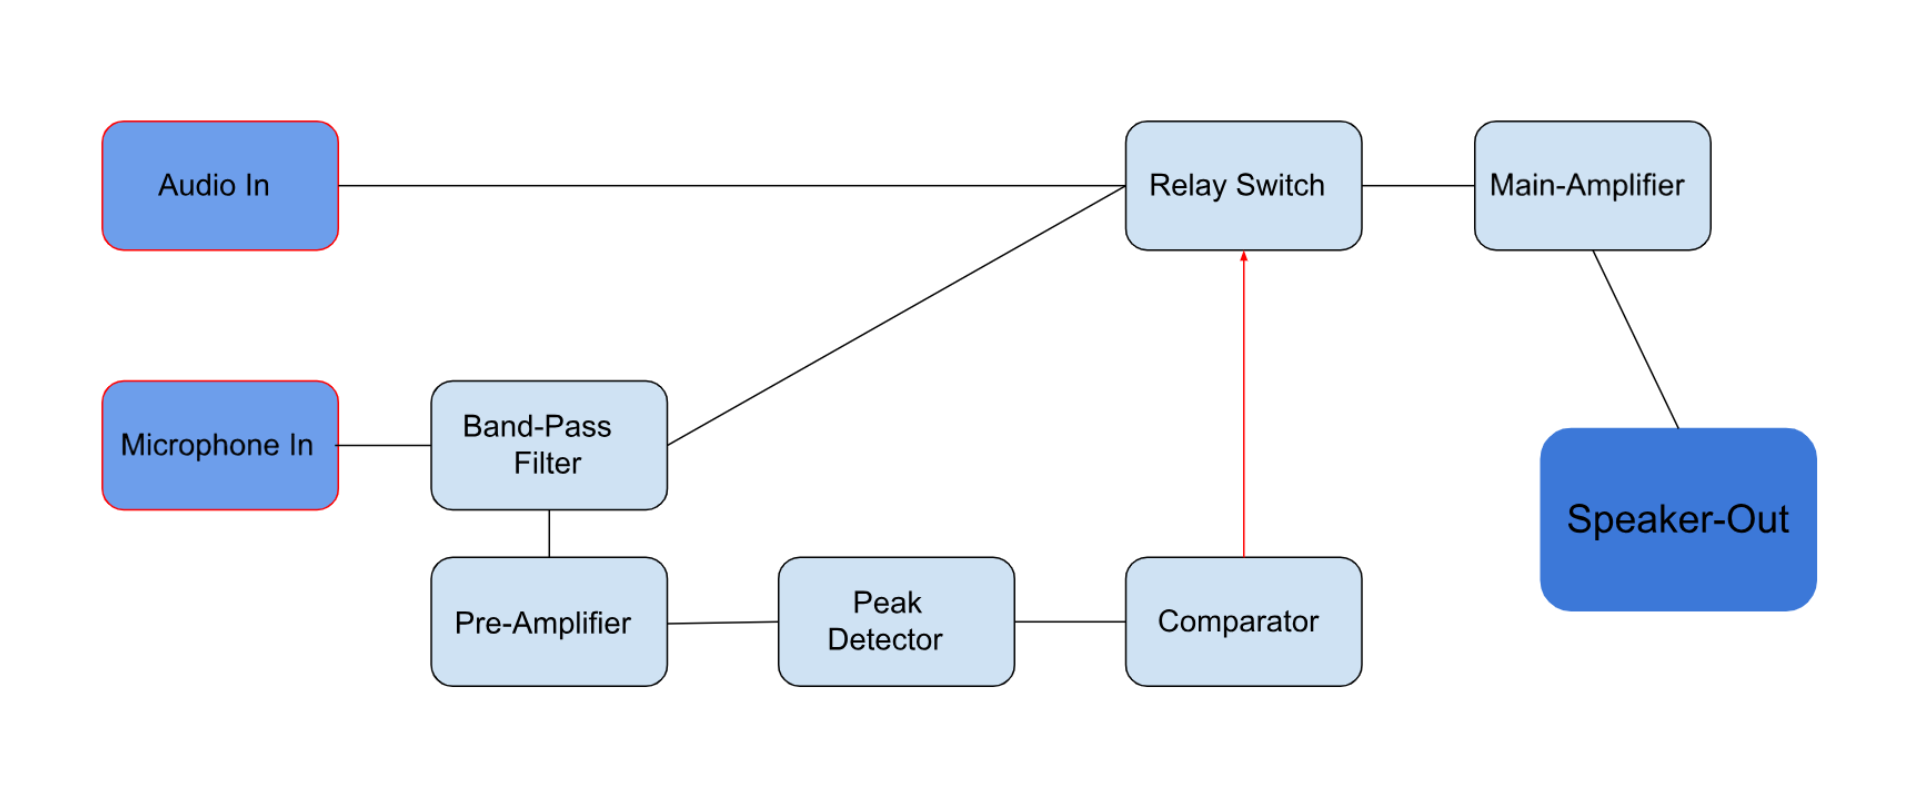 Audio In
Relay Switch
Main-Amplifier
Microphone In
Band-Pass
Filter
Speaker-Out
Pre-Amplifier
Peak
Detector
Comparator